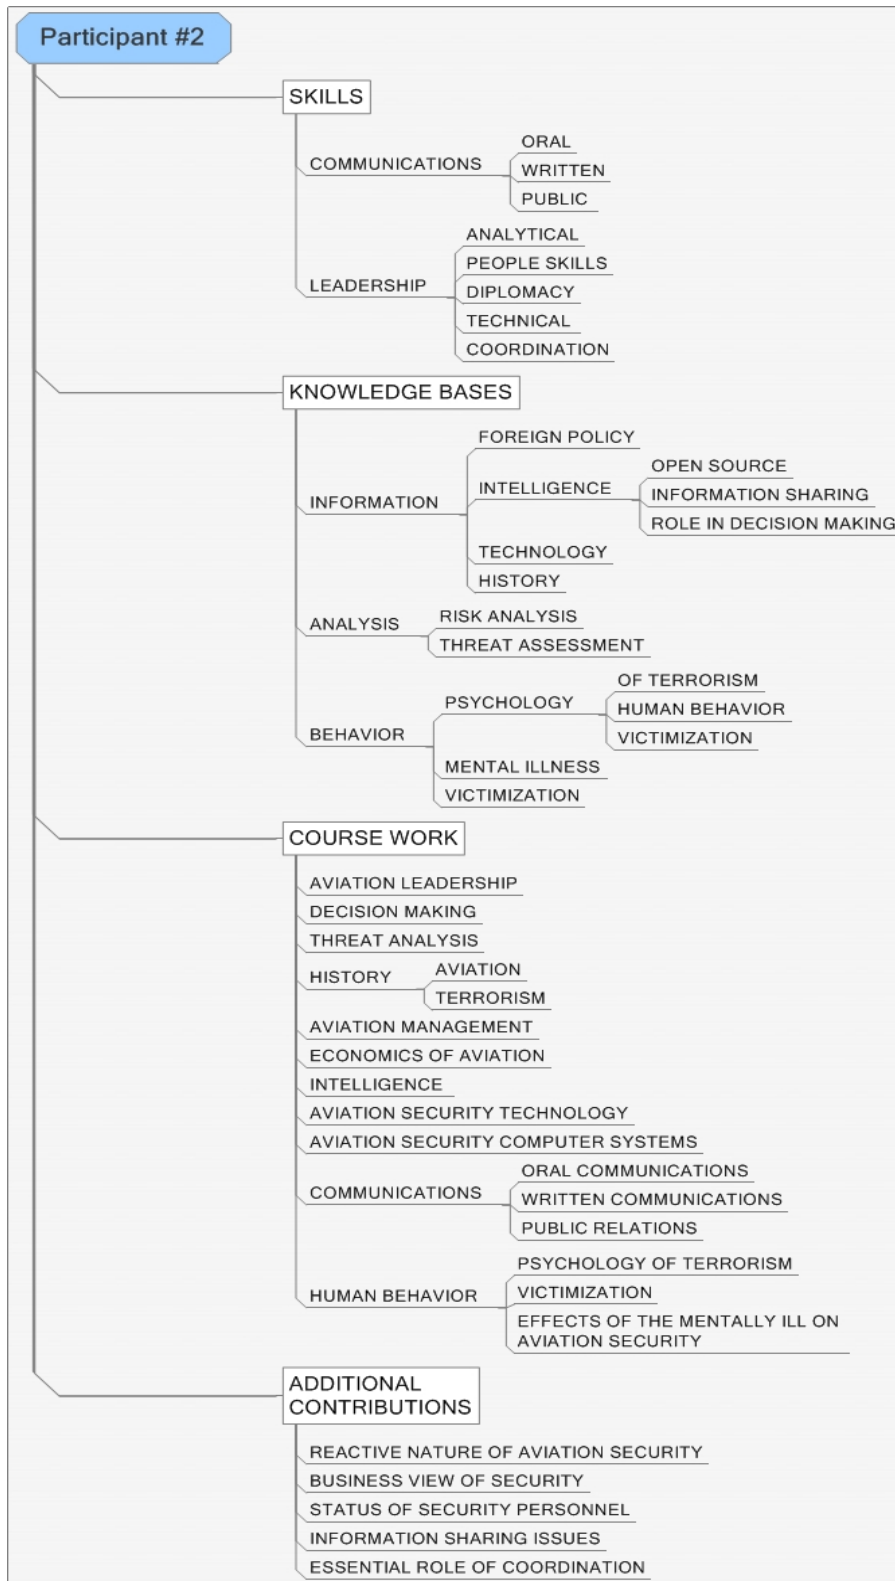 Participant #2
SKILLS
COMMUNICATIONS
ORAL
WRITTEN
PUBLIC
LEADERSHIP
ANALYTICAL
PEOPLE SKILLS
DIPLOMACY
TECHNICAL
COORDINATION
KNOWLEDGE BASES
INFORMATION
FOREIGN POLICY
INTELLIGENCE
OPEN SOURCE
INFORMATION SHARING
ROLE IN DECISION MAKING
TECHNOLOGY
HISTORY
ANALYSIS
RISK ANALYSIS
THREAT ASSESSMENT
BEHAVIOR
PSYCHOLOGY
OF TERRORISM
HUMAN BEHAVIOR
VICTIMIZATION
MENTAL ILLNESS
VICTIMIZATION
COURSE WORK
AVIATION LEADERSHIP
DECISION MAKING
THREAT ANALYSIS
HISTORY
AVIATION
TERRORISM
AVIATION MANAGEMENT
ECONOMICS OF AVIATION
INTELLIGENCE
AVIATION SECURITY TECHNOLOGY
AVIATION SECURITY COMPUTER SYSTEMS
COMMUNICATIONS
ORAL COMMUNICATIONS
WRITTEN COMMUNICATIONS
PUBLIC RELATIONS
HUMAN BEHAVIOR
PSYCHOLOGY OF TERRORISM
VICTIMIZATION
EFFECTS OF THE MENTALLY ILL ON
AVIATION SECURITY
ADDITIONAL
CONTRIBUTIONS
REACTIVE NATURE OF AVIATION SECURITY
BUSINESS VIEW OF SECURITY
STATUS OF SECURITY PERSONNEL
INFORMATION SHARING ISSUES
ESSENTIAL ROLE OF COORDINATION